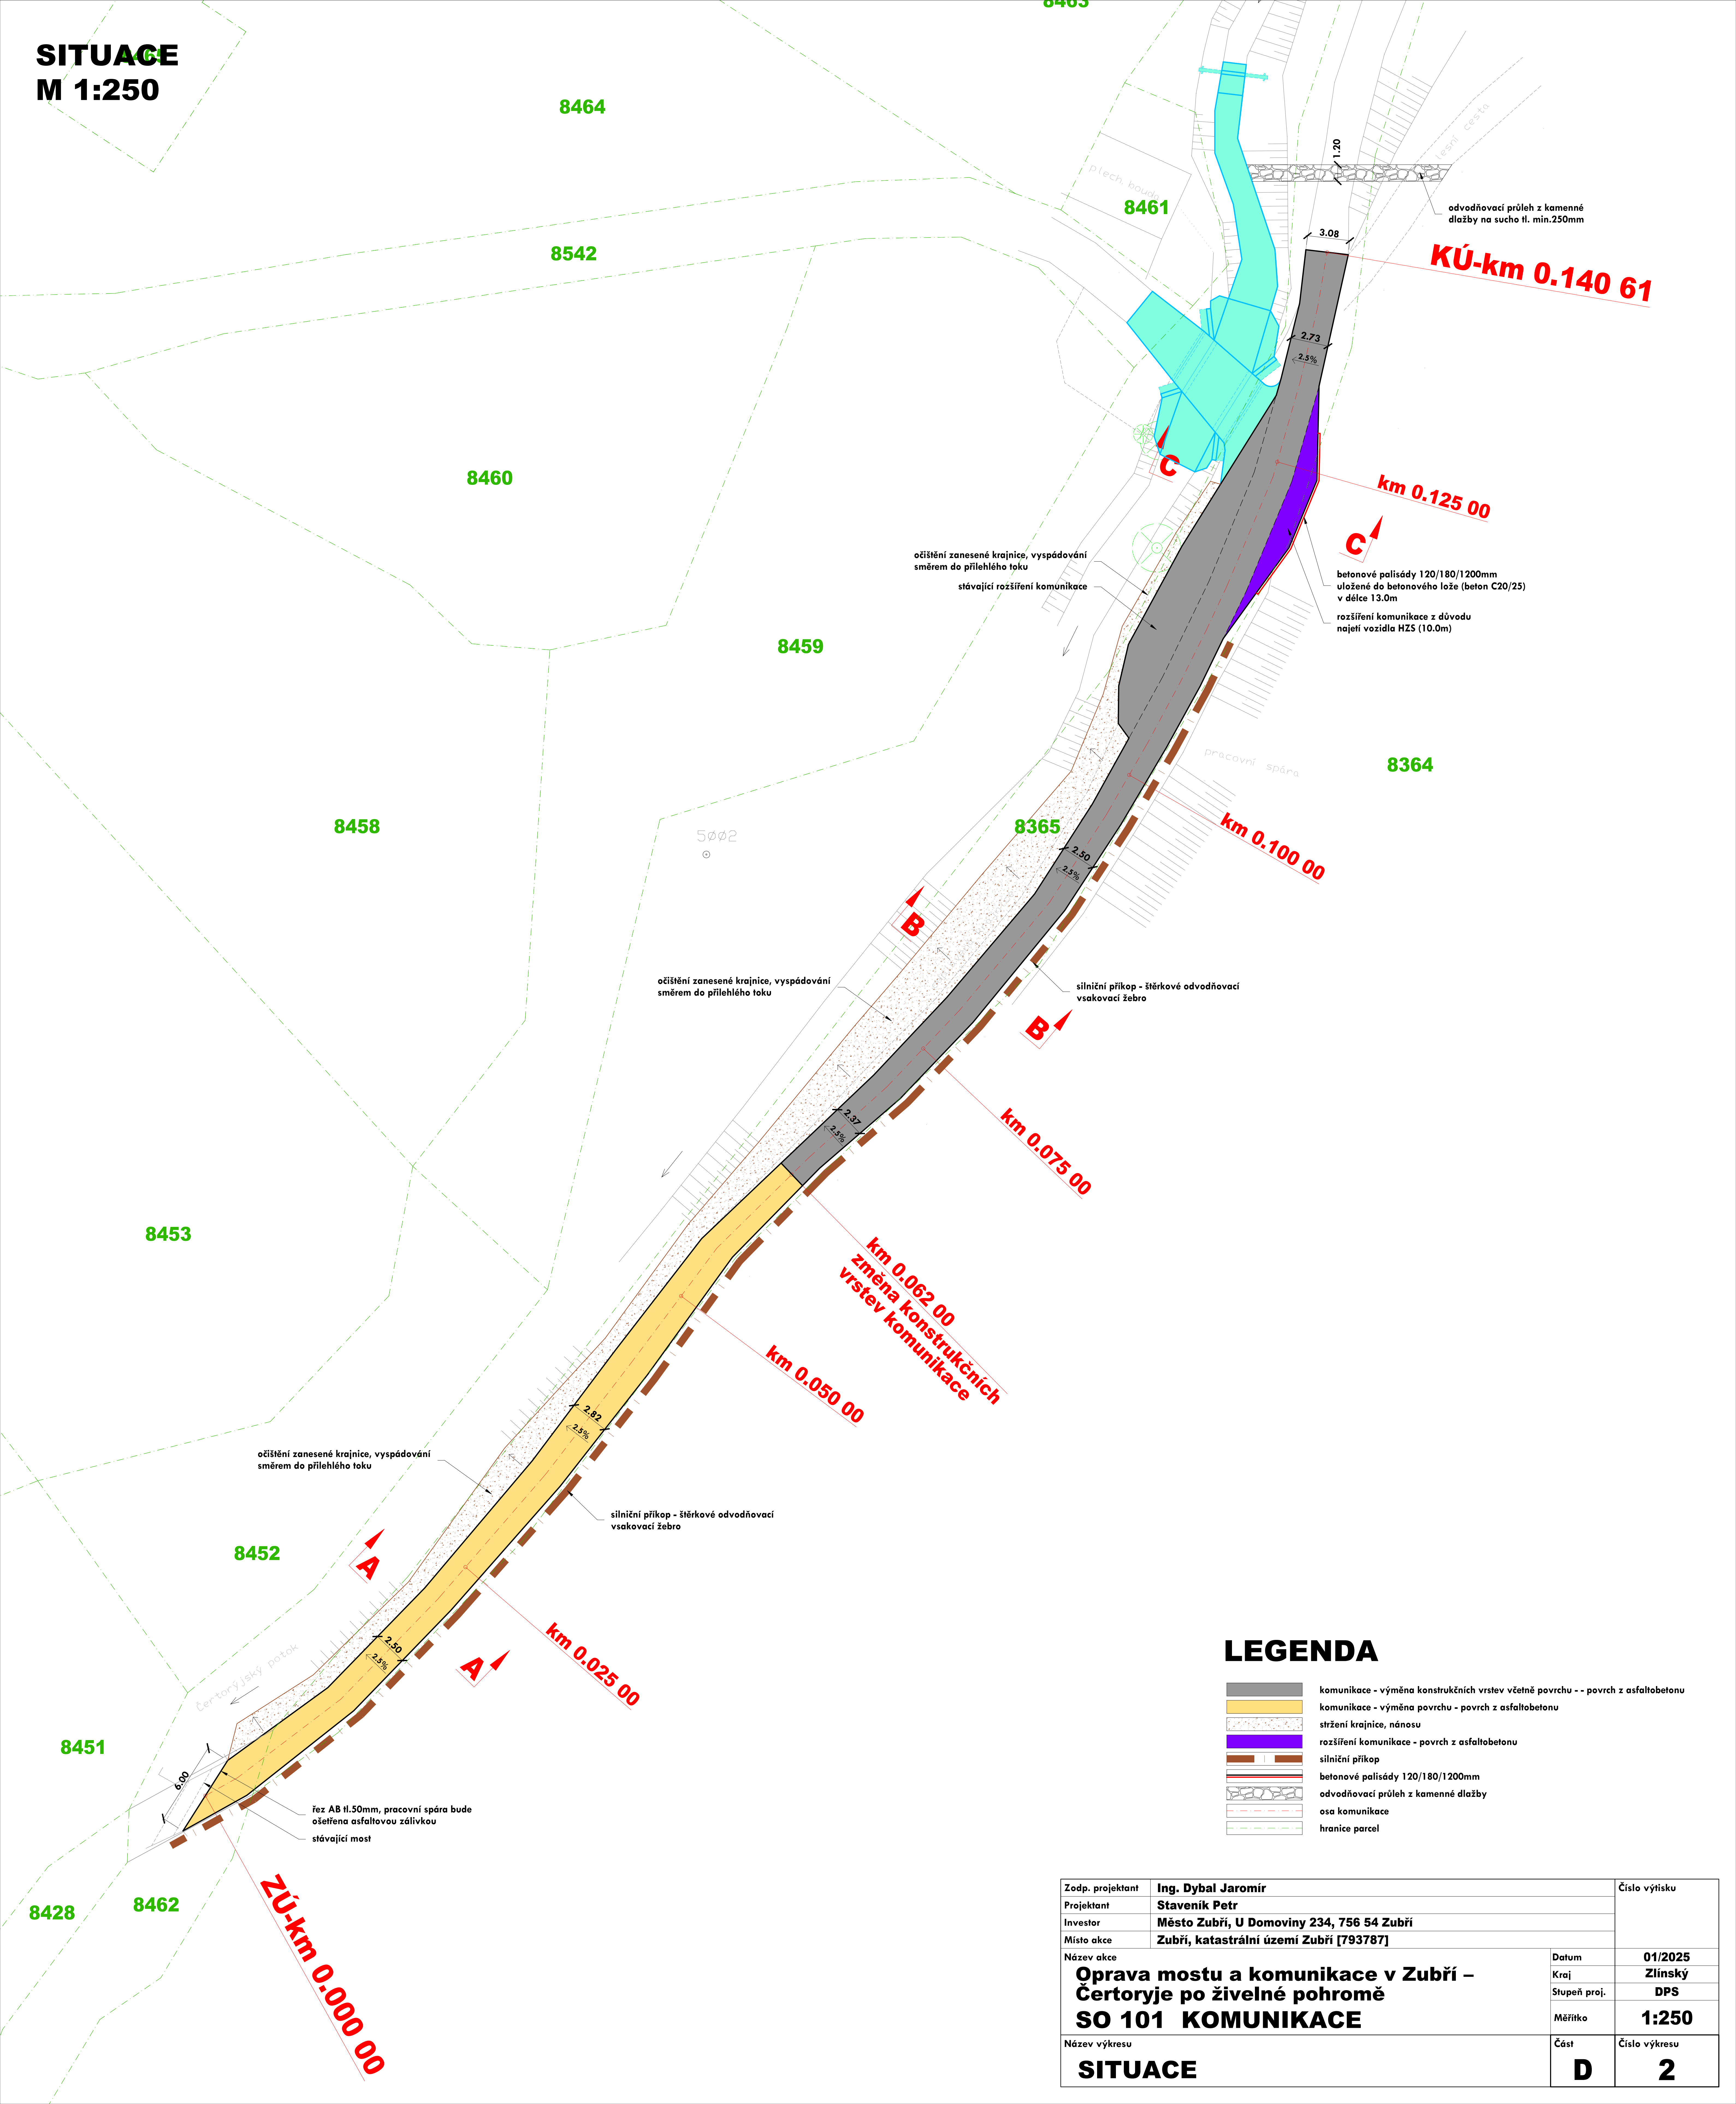 SITUACE
M 1:250
8463
8464
8461
8542
plech bouda
lesní cesta
1.20
odvodňovací průleh z kamenné
dlažby na sucho tl. min.250mm
3.08
KÚ-km 0.140 61
2.73
2.5%
8460
C
km 0.125 00
C
očištění zanesené krajnice, vyspádování
směrem do přilehlého toku
stávající rozšíření komunikace
betonové palisády 120/180/1200mm
uložené do betonového lože (beton C20/25)
v délce 13.0m
rozšíření komunikace z důvodu
najetí vozidla HZS (10.0m)
8459
pracovní spára
8364
8458
5002
8365
km 0.100 00
2.50
2.5%
B
očištění zanesené krajnice, vyspádování
směrem do přilehlého toku
silniční příkop - štěrkové odvodňovací
vsakovací žebro
B
2.37
2.5%
km 0.075 00
8453
km 0.062 00
změna konstrukčních
vrstev komunikace
km 0.050 00
2.82
2.5%
očištění zanesené krajnice, vyspádování
směrem do přilehlého toku
silniční příkop - štěrkové odvodňovací
vsakovací žebro
8452
A
A
km 0.025 00
2.50
2.5%
Čertoryjský potok
8451
6.00
řez AB tl.50mm, pracovní spára bude
ošetřena asfaltovou zálivkou
stávající most
8428
8462
ZÚ-km 0.000 00
LEGENDA
komunikace - výměna konstrukčních vrstev včetně povrchu - - povrch z asfaltobetonu
komunikace - výměna povrchu - povrch z asfaltobetonu
stržení krajnice, nánosu
rozšíření komunikace - povrch z asfaltobetonu
silniční příkop
betonové palisády 120/180/1200mm
odvodňovací průleh z kamenné dlažby
osa komunikace
hranice parcel
Zodp. projektant Ing. Dybal Jaromír
Číslo výtisku
Projektant Staveník Petr
Investor Město Zubří, U Domoviny 234, 756 54 Zubří
Místo akce Zubří, katastrální území Zubří [793787]
Název akce
Oprava mostu a komunikace v Zubří –
Čertoryje po živelné pohromě
SO 101 KOMUNIKACE
Datum 01/2025
Kraj Zlínský
Stupeň proj. DPS
Měřítko 1:250
Název výkresu
SITUACE
Část
D
Číslo výkresu
2